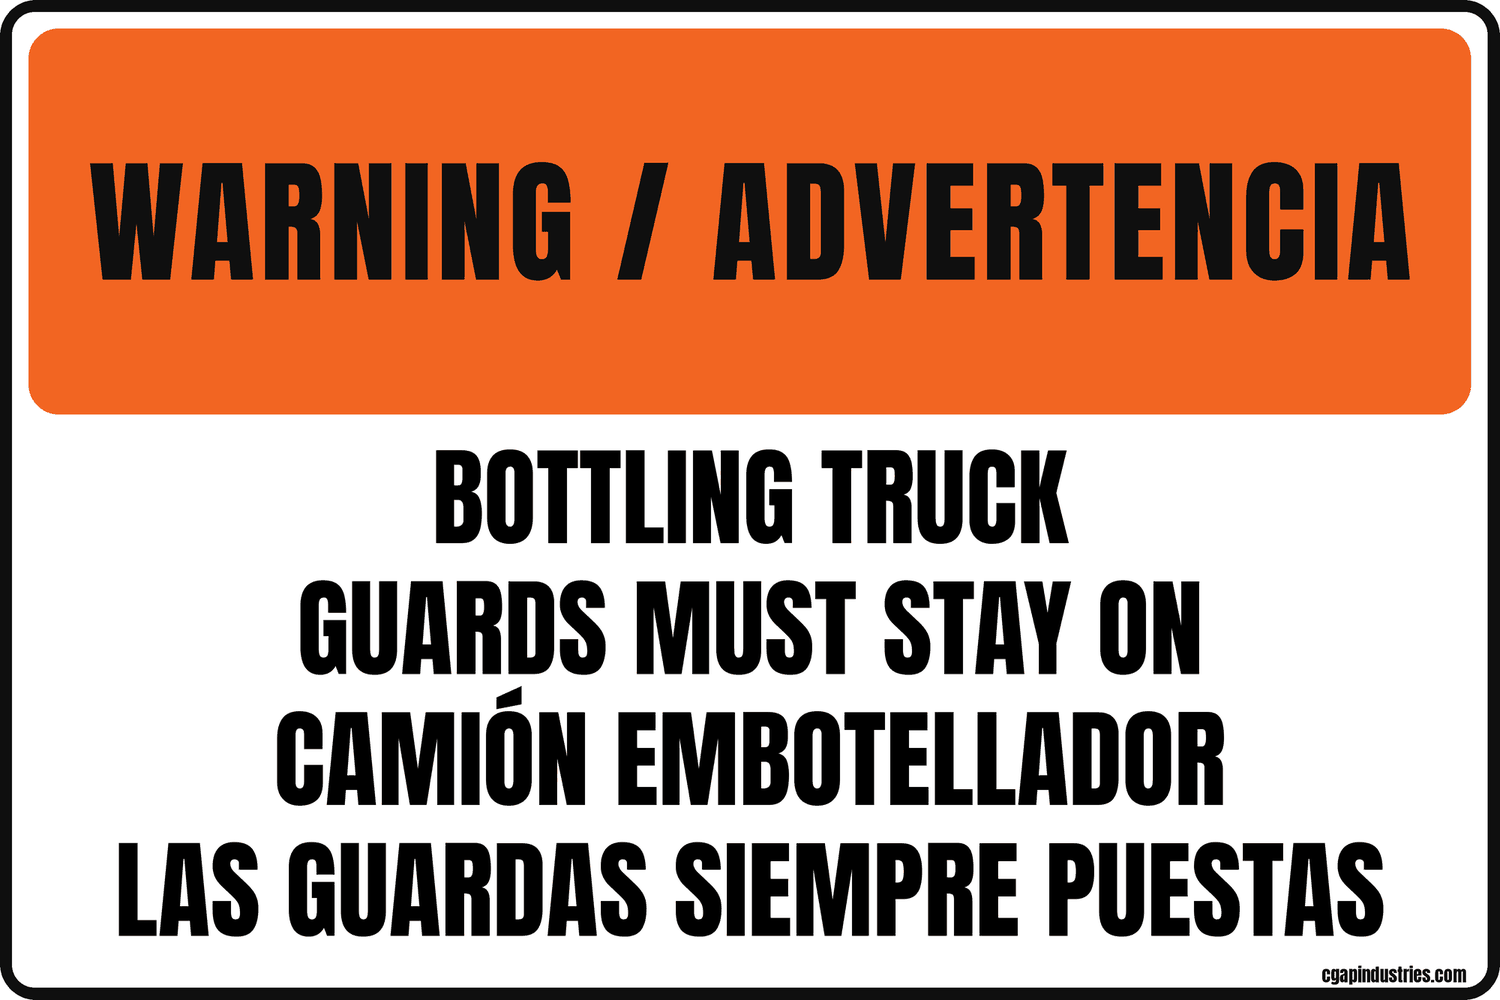 WARNING / ADVERTENCIA
BOTTLING TRUCK
GUARDS MUST STAY ON
CAMIÓN EMBOTELLADOR
LAS GUARDAS SIEMPRE PUESTAS
cgapindustries.com